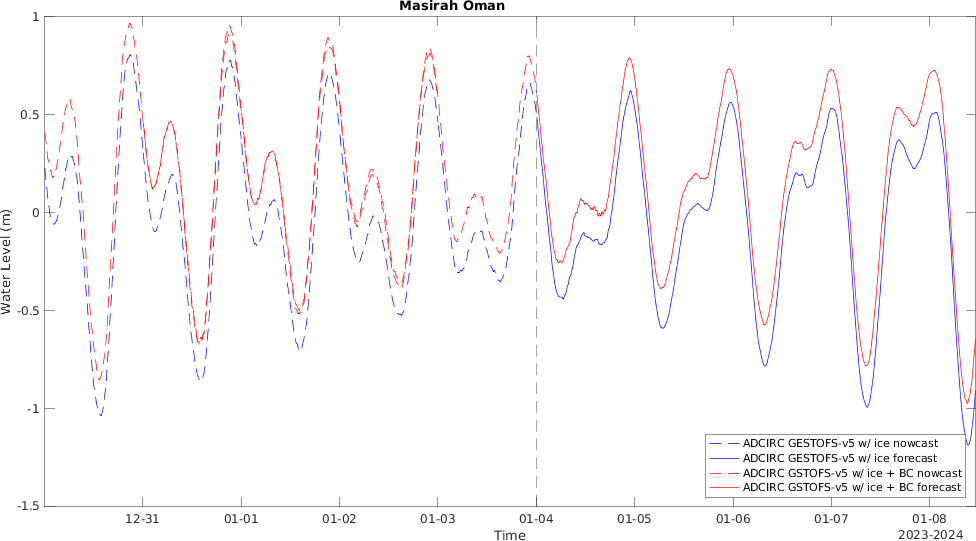 Masirah Oman
1
0.5
0
-0.5
-1
-1.5
Water Level (m)
12-31
01-01
01-02
01-03
01-04
01-05
01-06
01-07
01-08
Time
2023-2024
ADCIRC GESTOFS-v5 w/ ice nowcast
ADCIRC GESTOFS-v5 w/ ice forecast
ADCIRC GSTOFS-v5 w/ ice + BC nowcast
ADCIRC GSTOFS-v5 w/ ice + BC forecast